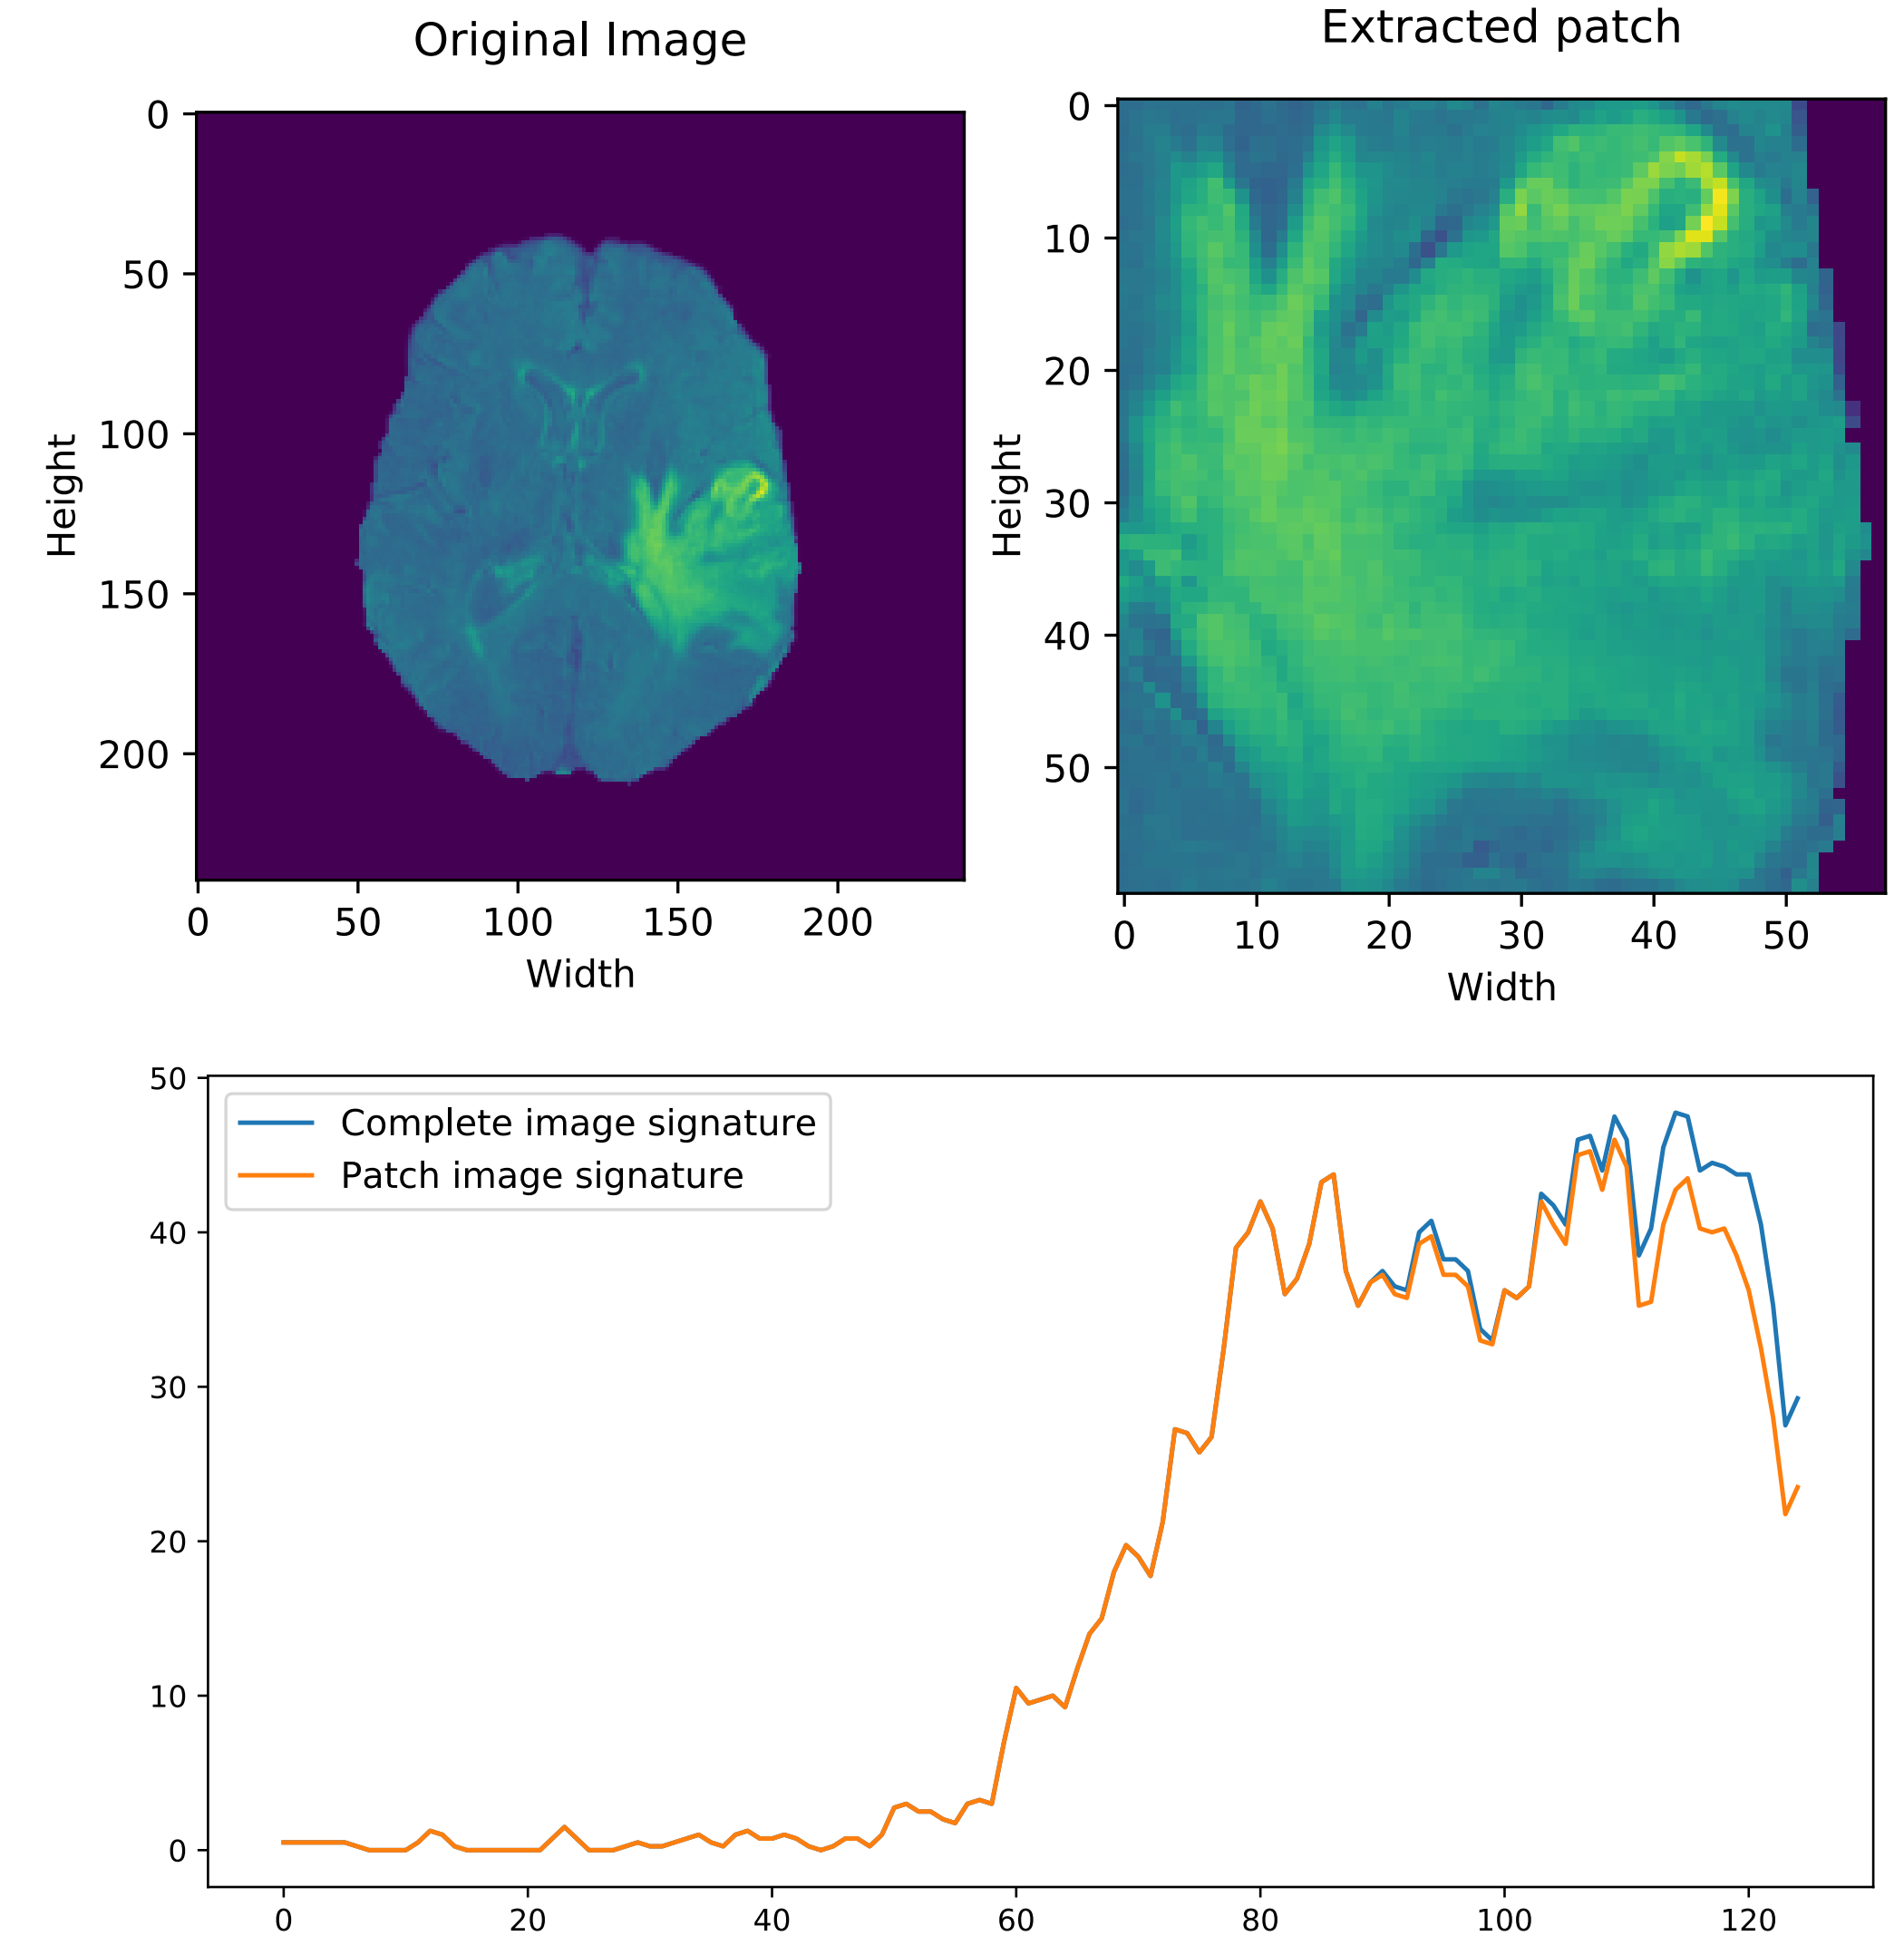 Original Image
Extracted patch
0
50
100
150
200
Height
0 50 100 150 200
Width
0
10
20
30
40
50
Height
0 10 20 30 40 50
Width
50
40
30
20
10
0
Complete image signature
Patch image signature
0 20 40 60 80 100 120